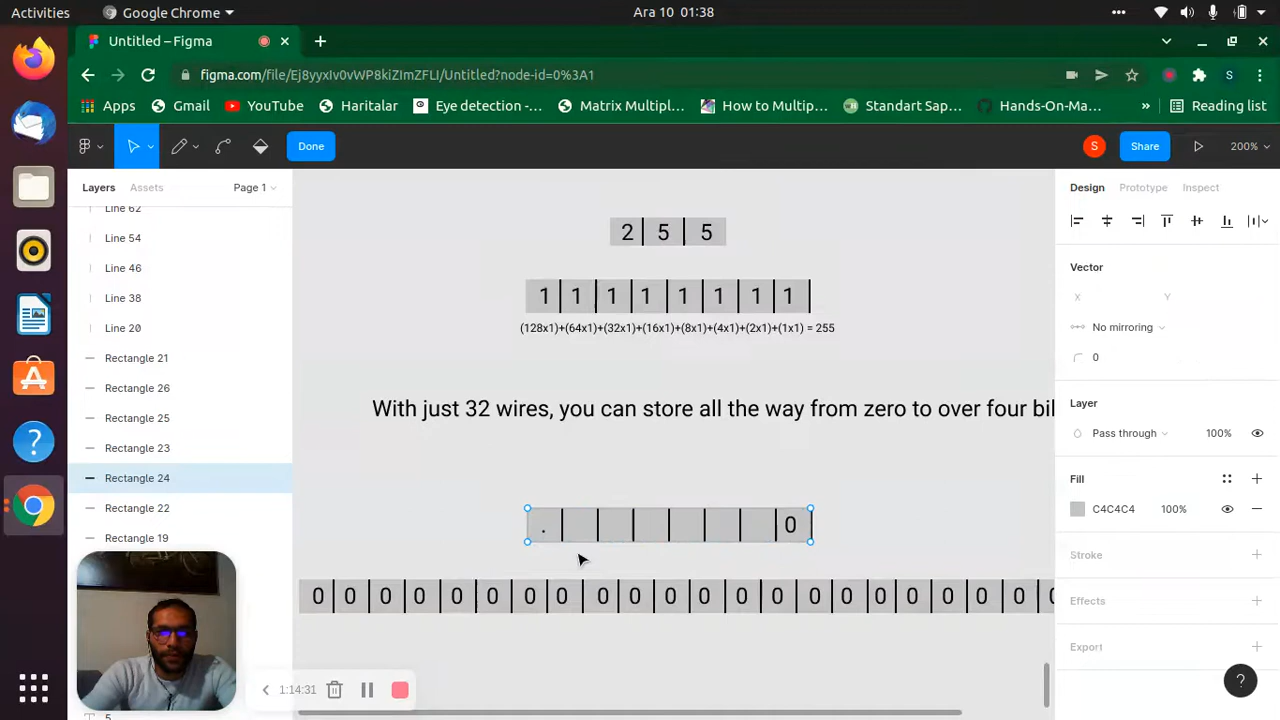 Activities
Google Chrome
Ara 10 01:38
Untitled – Figma
figma.com/file/Ej8yyxIv0vWP8kiZImZFLI/Untitled?node-id=0%3A1
S
Apps
Gmail
YouTube
Haritalar
Eye detection -...
Matrix Multipl...
How to Multip...
Standart Sap...
Hands-On-Ma...
»
Reading list
Done
S
Share
200%
Layers
Assets
Page 1
Design
Prototype
Inspect
Line 62
Line 54
Line 46
Line 38
Line 20
Rectangle 21
Rectangle 26
Rectangle 25
Rectangle 23
Rectangle 24
Rectangle 22
Rectangle 19
5
2 5 5
1 1 1 1 1 1 1 1
(128x1)+(64x1)+(32x1)+(16x1)+(8x1)+(4x1)+(2x1)+(1x1) = 255
With just 32 wires, you can store all the way from zero to over four bil
. 0
0 0 0 0 0 0 0 0 0 0 0 0 0 0 0 0 0 0 0 0 0 0
Vector
X
Y
No mirroring
0
Layer
Pass through
100%
Fill
C4C4C4
100%
Stroke
Effects
Export
?
1:14:31